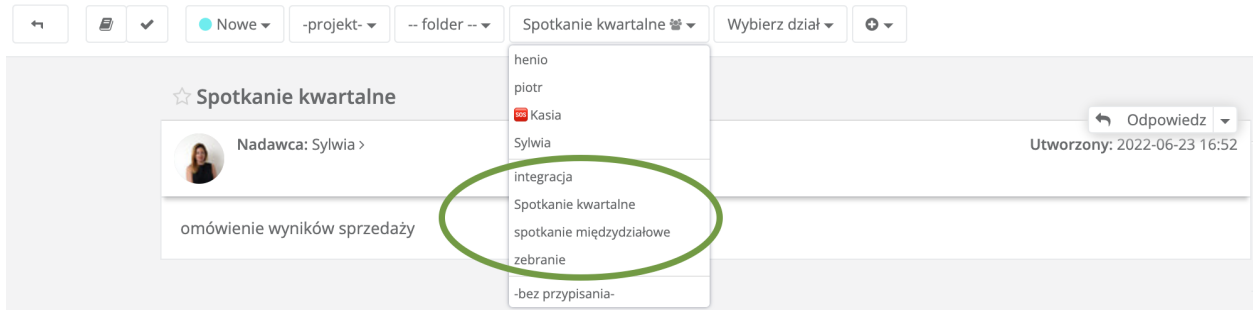 Nowe
-projekt-
-- folder --
Spotkanie kwartalne
Wybierz dział
henio
piotr
SOS Kasia
Sylwia
integracja
Spotkanie kwartalne
spotkanie międzydziałowe
zebranie
-bez przypisania-
Spotkanie kwartalne
Odpowiedz
Nadawca: Sylwia >
Utworzony: 2022-06-23 16:52
omówienie wyników sprzedaży